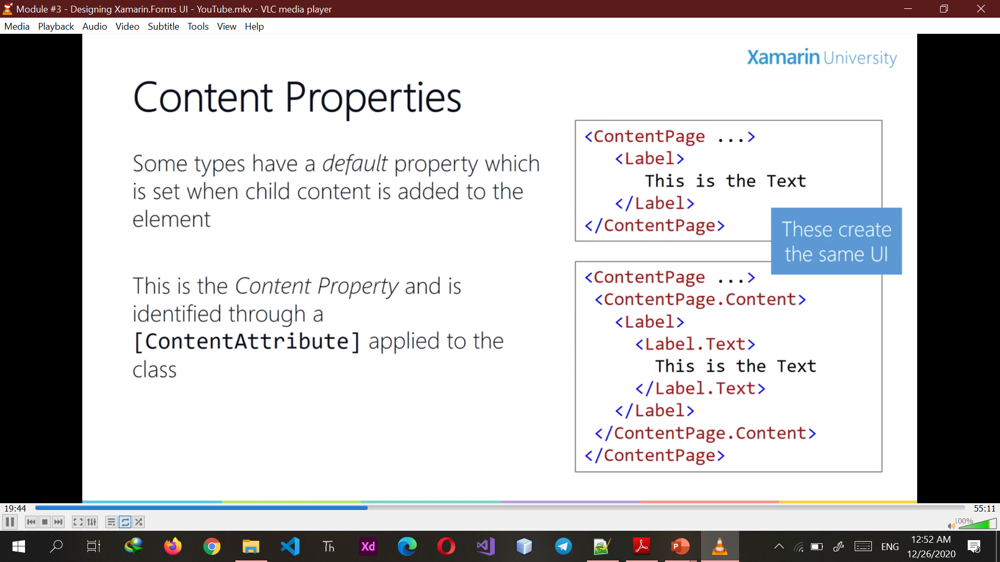 Module #3 - Designing Xamarin.Forms UI - YouTube.mkv - VLC media player
Media Playback Audio Video Subtitle Tools View Help
Xamarin University
Content Properties
Some types have a default property which
is set when child content is added to the
element
This is the Content Property and is
identified through a
[ContentAttribute] applied to the
class
<ContentPage ...>
<Label>
This is the Text
</Label>
</ContentPage>
These create
the same UI
<ContentPage ...>
<ContentPage.Content>
<Label>
<Label.Text>
This is the Text
</Label.Text>
</Label>
</ContentPage.Content>
</ContentPage>
19:44
55:11
100%
Th
Xd
ENG
12:52 AM
12/26/2020